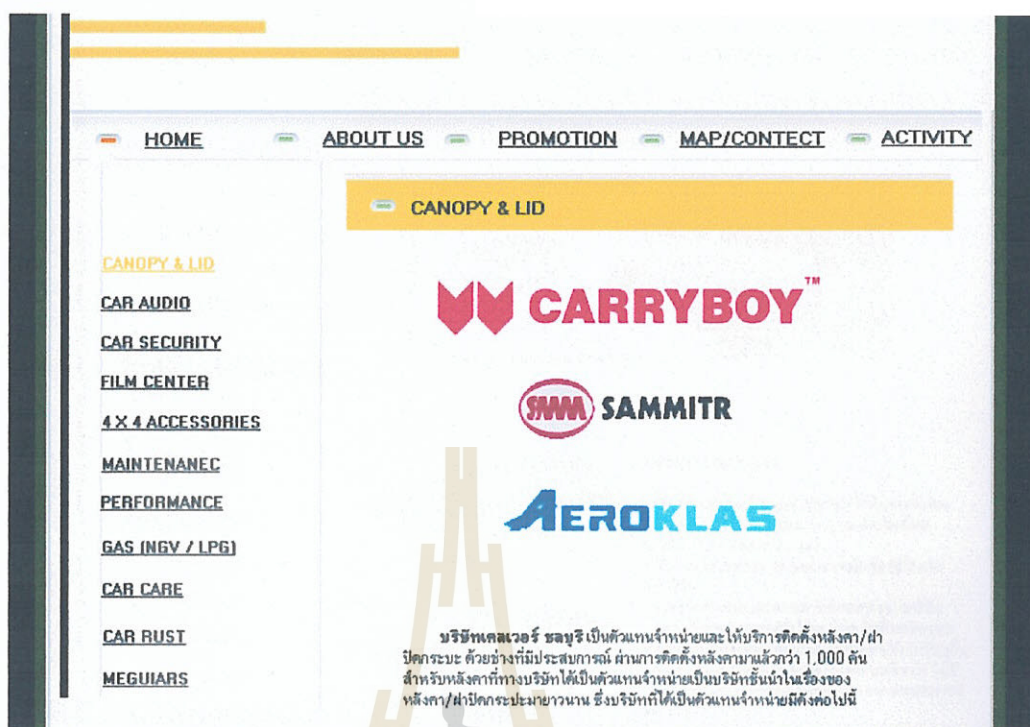 HOME ABOUT US PROMOTION MAP/CONTECT ACTIVITY
CANOPY & LID
CANOPY & LID
CAR AUDIO
CAR SECURITY
FILM CENTER
4 X 4 ACCESSORIES
MAINTENANEC
PERFORMANCE
GAS (NGV / LPG)
CAR CARE
CAR RUST
MEGUIARS
CARRYBOY™
SMM SAMMITR
AEROKLAS
บริษัทเคลเวอร์ ชลบุรี เป็นตัวแทนจำหน่ายและให้บริการติดตั้งหลังคา/ฝา
ปิดกระบะ ด้วยช่างที่มีประสบการณ์ ผ่านการติดตั้งหลังคามาแล้วกว่า 1,000 คัน
สำหรับหลังคาที่ทางบริษัทได้เป็นตัวแทนจำหน่ายเป็นบริษัทชั้นนำในเรื่องของ
หลังคา/ฝาปิดกระปะมายาวนาน ซึ่งบริษัทที่ได้เป็นตัวแทนจำหน่ายมีดังต่อไปนี้